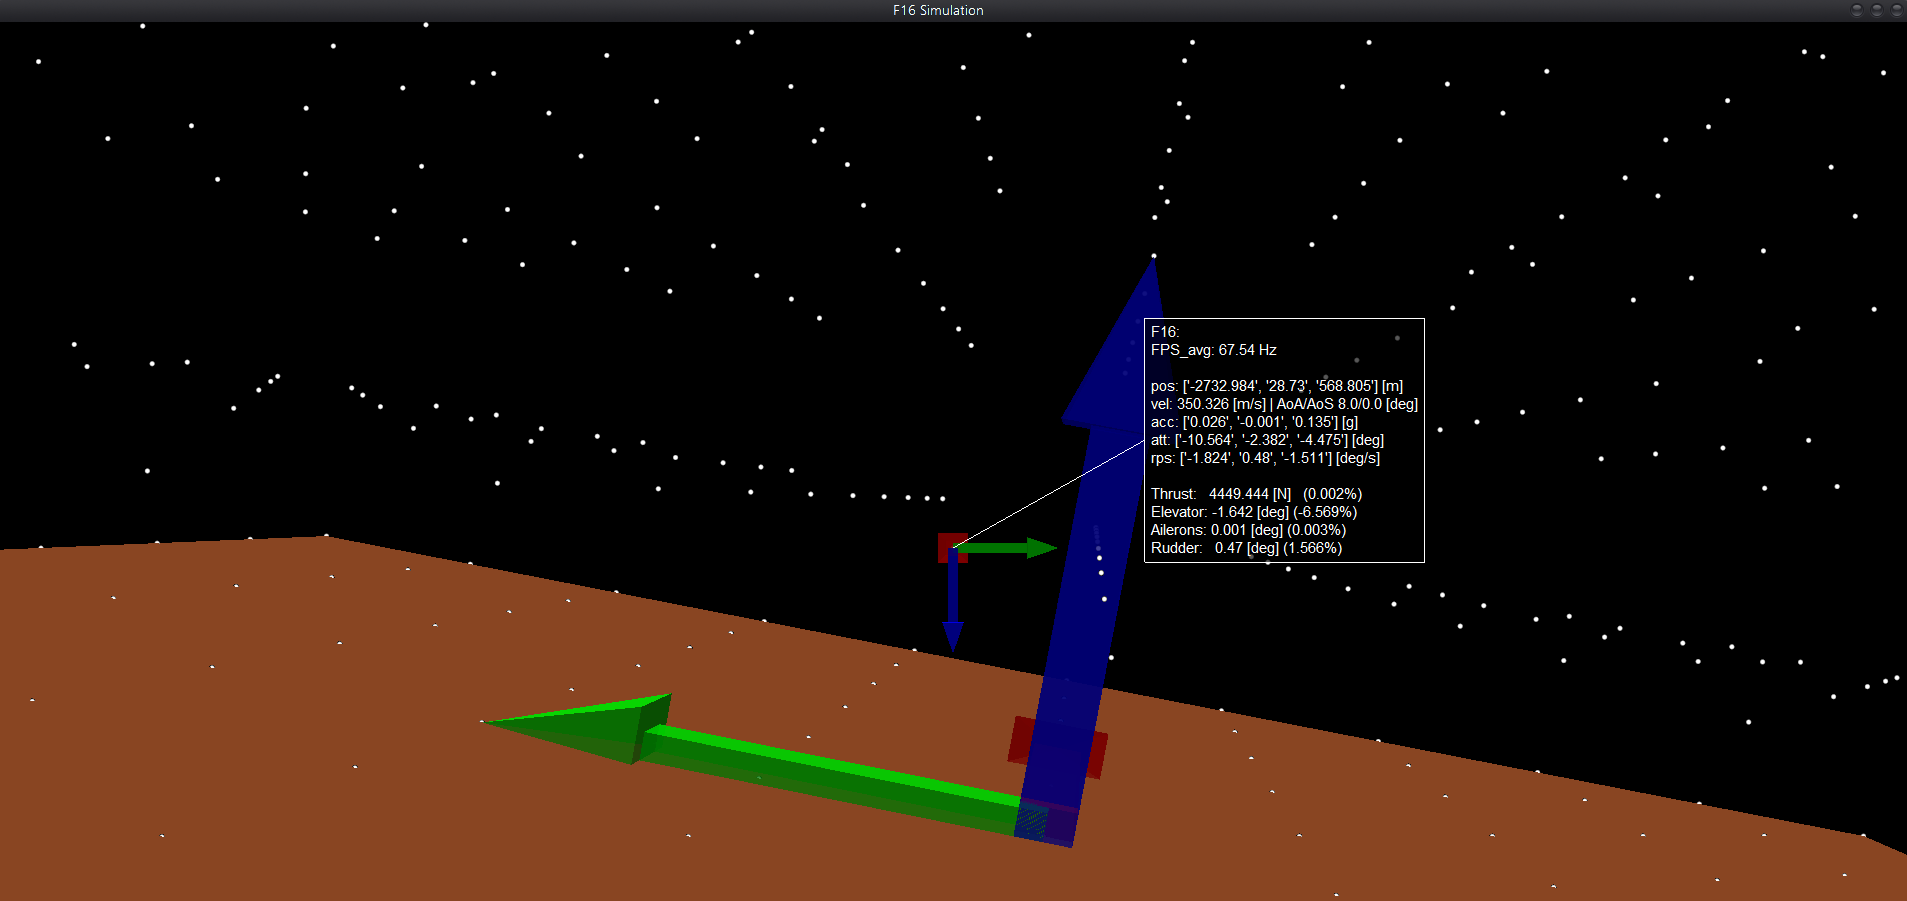 F16 Simulation
F16:
FPS_avg: 67.54 Hz
pos: ['-2732.984', '28.73', '568.805'] [m]
vel: 350.326 [m/s] | AoA/AoS 8.0/0.0 [deg]
acc: ['0.026', '-0.001', '0.135'] [g]
att: ['-10.564', '-2.382', '-4.475'] [deg]
rps: ['-1.824', '0.48', '-1.511'] [deg/s]
Thrust: 4449.444 [N] (0.002%)
Elevator: -1.642 [deg] (-6.569%)
Ailerons: 0.001 [deg] (0.003%)
Rudder: 0.47 [deg] (1.566%)